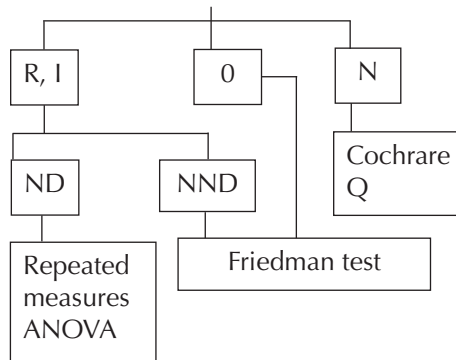 R, I
0
N
ND
NND
Cochrare
Q
Repeated
measures
ANOVA
Friedman test